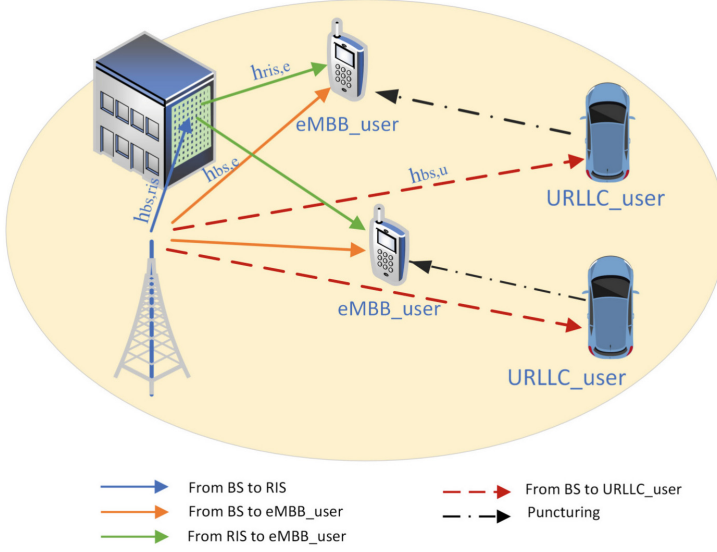 hris,e
eMBB_user
hbs,ris
hbs,e
hbs,u
URLLC_user
eMBB_user
URLLC_user
From BS to RIS
From BS to eMBB_user
From RIS to eMBB_user
From BS to URLLC_user
Puncturing